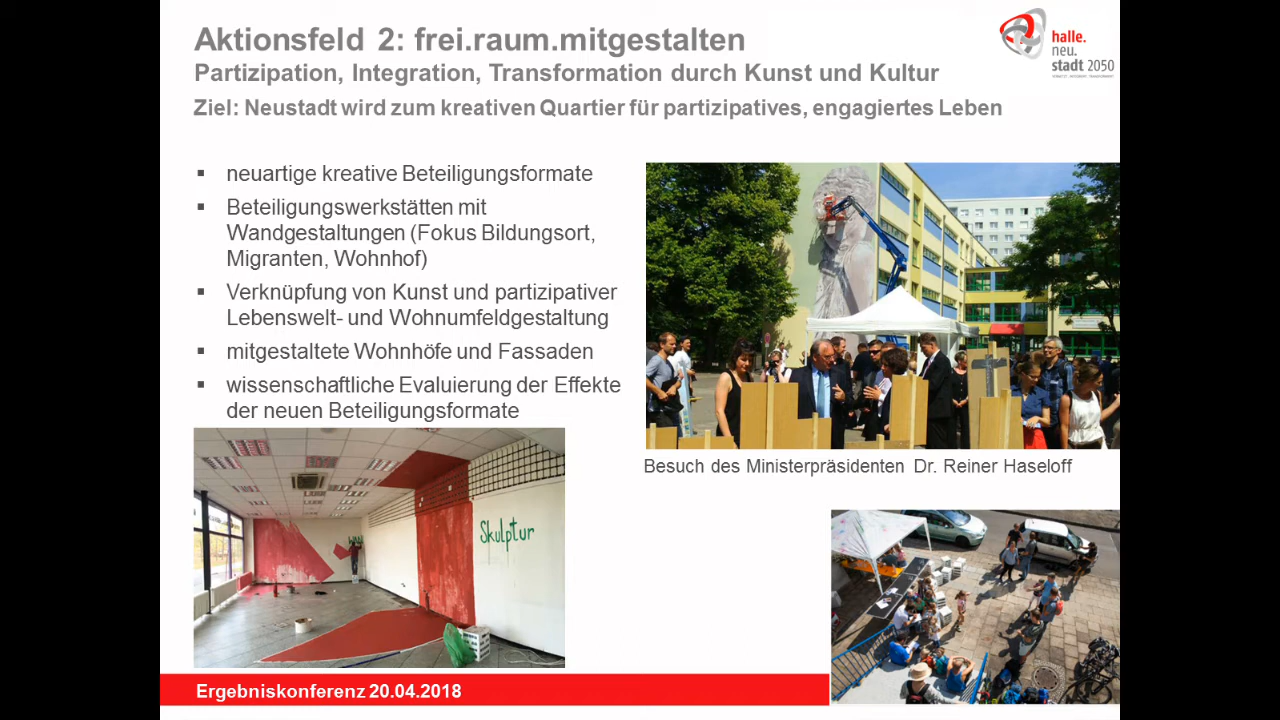 Aktionsfeld 2: frei.raum.mitgestalten
Partizipation, Integration, Transformation durch Kunst und Kultur
Ziel: Neustadt wird zum kreativen Quartier für partizipatives, engagiertes Leben
halle.
neu.
stadt 2050
▪ neuartige kreative Beteiligungsformate
▪ Beteiligungswerkstätten mit
Wandgestaltungen (Fokus Bildungsort,
Migranten, Wohnhof)
▪ Verknüpfung von Kunst und partizipativer
Lebenswelt- und Wohnumfeldgestaltung
▪ mitgestaltete Wohnhöfe und Fassaden
▪ wissenschaftliche Evaluierung der Effekte
der neuen Beteiligungsformate
Besuch des Ministerpräsidenten Dr. Reiner Haseloff
Skulptur
Ergebniskonferenz 20.04.2018